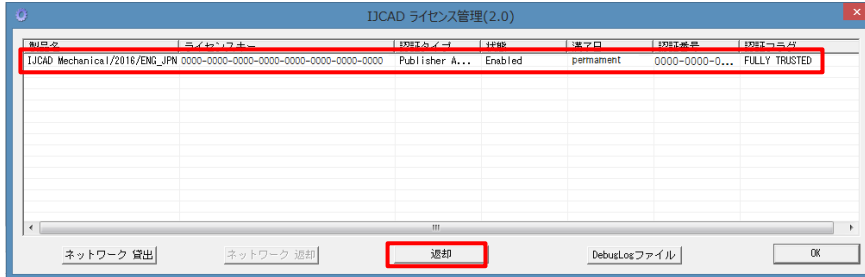 IJCAD ライセンス管理(2.0)
製品名 ライセンスキー 認証タイプ 状態 満了日 認証番号 認証フラグ
IJCAD Mechanical/2016/ENG_JPN 0000-0000-0000-0000-0000-0000-0000 Publisher A... Enabled permament 0000-0000-0... FULLY TRUSTED
ネットワーク 貸出 ネットワーク 返却 返却 DebugLogファイル OK